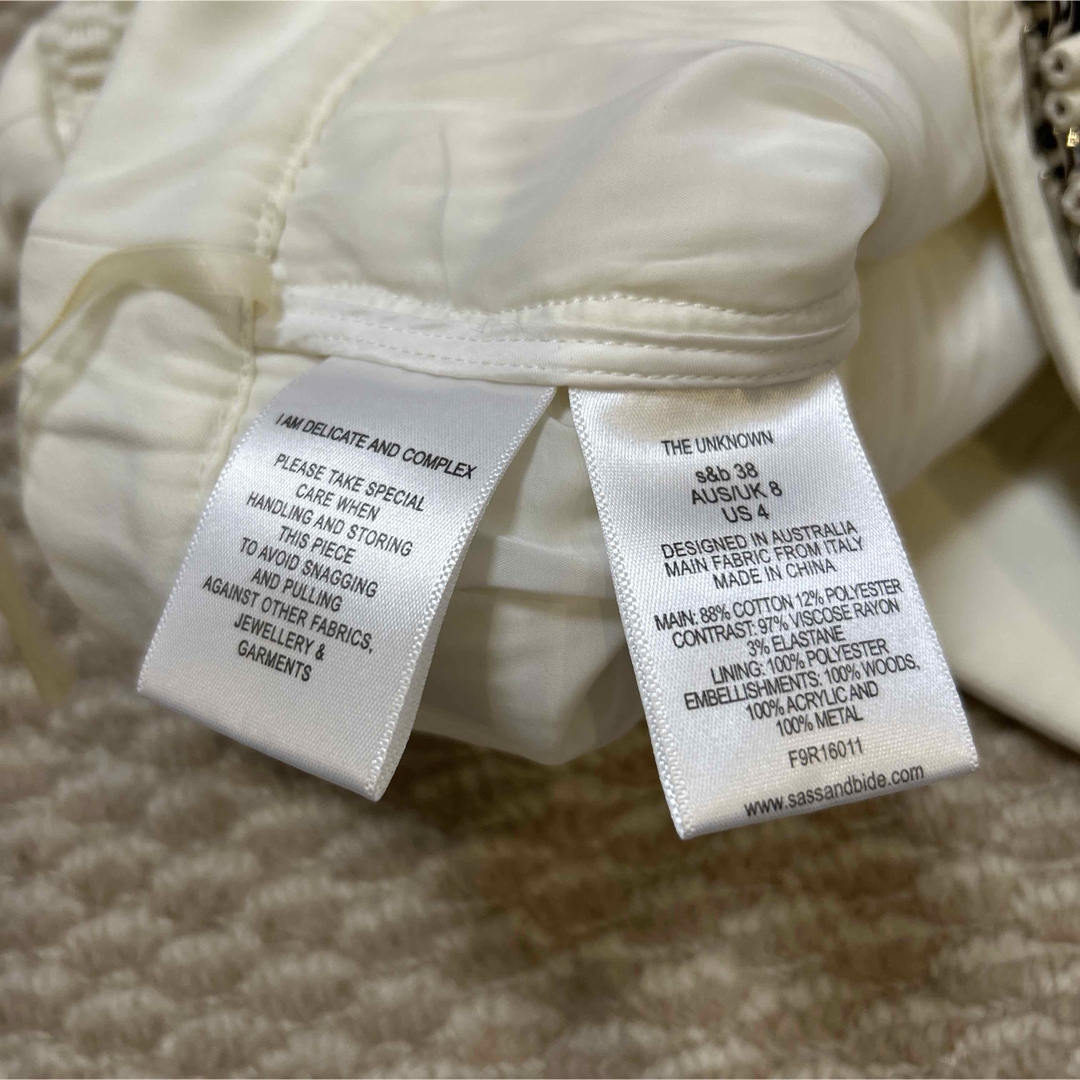 I AM DELICATE AND COMPLEX
PLEASE TAKE SPECIAL
CARE WHEN
HANDLING AND STORING
THIS PIECE
TO AVOID SNAGGING
AND PULLING
AGAINST OTHER FABRICS,
JEWELLERY &
GARMENTS
THE UNKNOWN
s&b 38
AUS/UK 8
US 4
DESIGNED IN AUSTRALIA
MAIN FABRIC FROM ITALY
MADE IN CHINA
MAIN: 88% COTTON 12% POLYESTER
CONTRAST: 97% VISCOSE RAYON
3% ELASTANE
LINING: 100% POLYESTER
EMBELLISHMENTS: 100% WOODS,
100% ACRYLIC AND
100% METAL
F9R16011
www.sassandbide.com